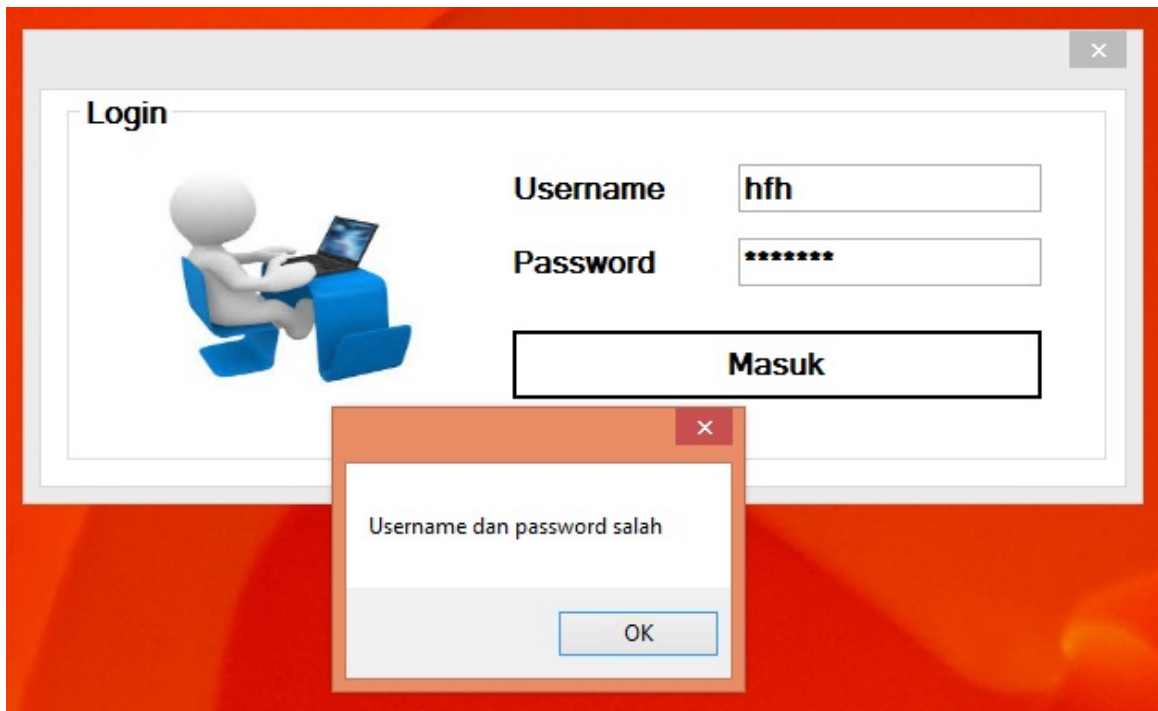 Login
Username hfh
Password *******
Masuk
Username dan password salah
OK